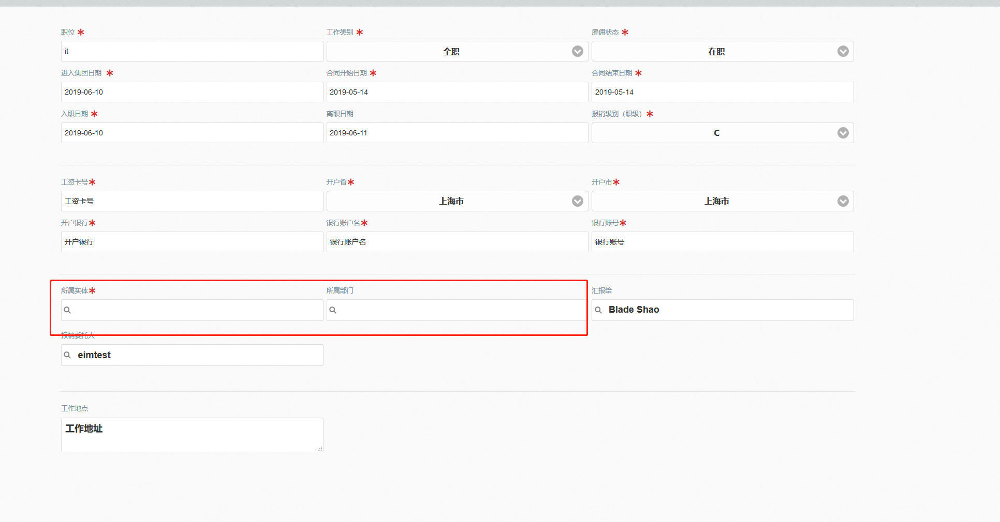 职位 * 工作类别 * 雇佣状态 *
it 全职 在职
进入集团日期 * 合同开始日期 * 合同结束日期 *
2019-06-10 2019-05-14 2019-05-14
入职日期 * 离职日期 报销级别（职级） *
2019-06-10 2019-06-11 C
工资卡号* 开户省* 开户市*
工资卡号 上海市 上海市
开户银行* 银行账户名* 银行账号*
开户银行 银行账户名 银行账号
所属实体* 所属部门 汇报给
Blade Shao
报销委托人
eimtest
工作地点
工作地址